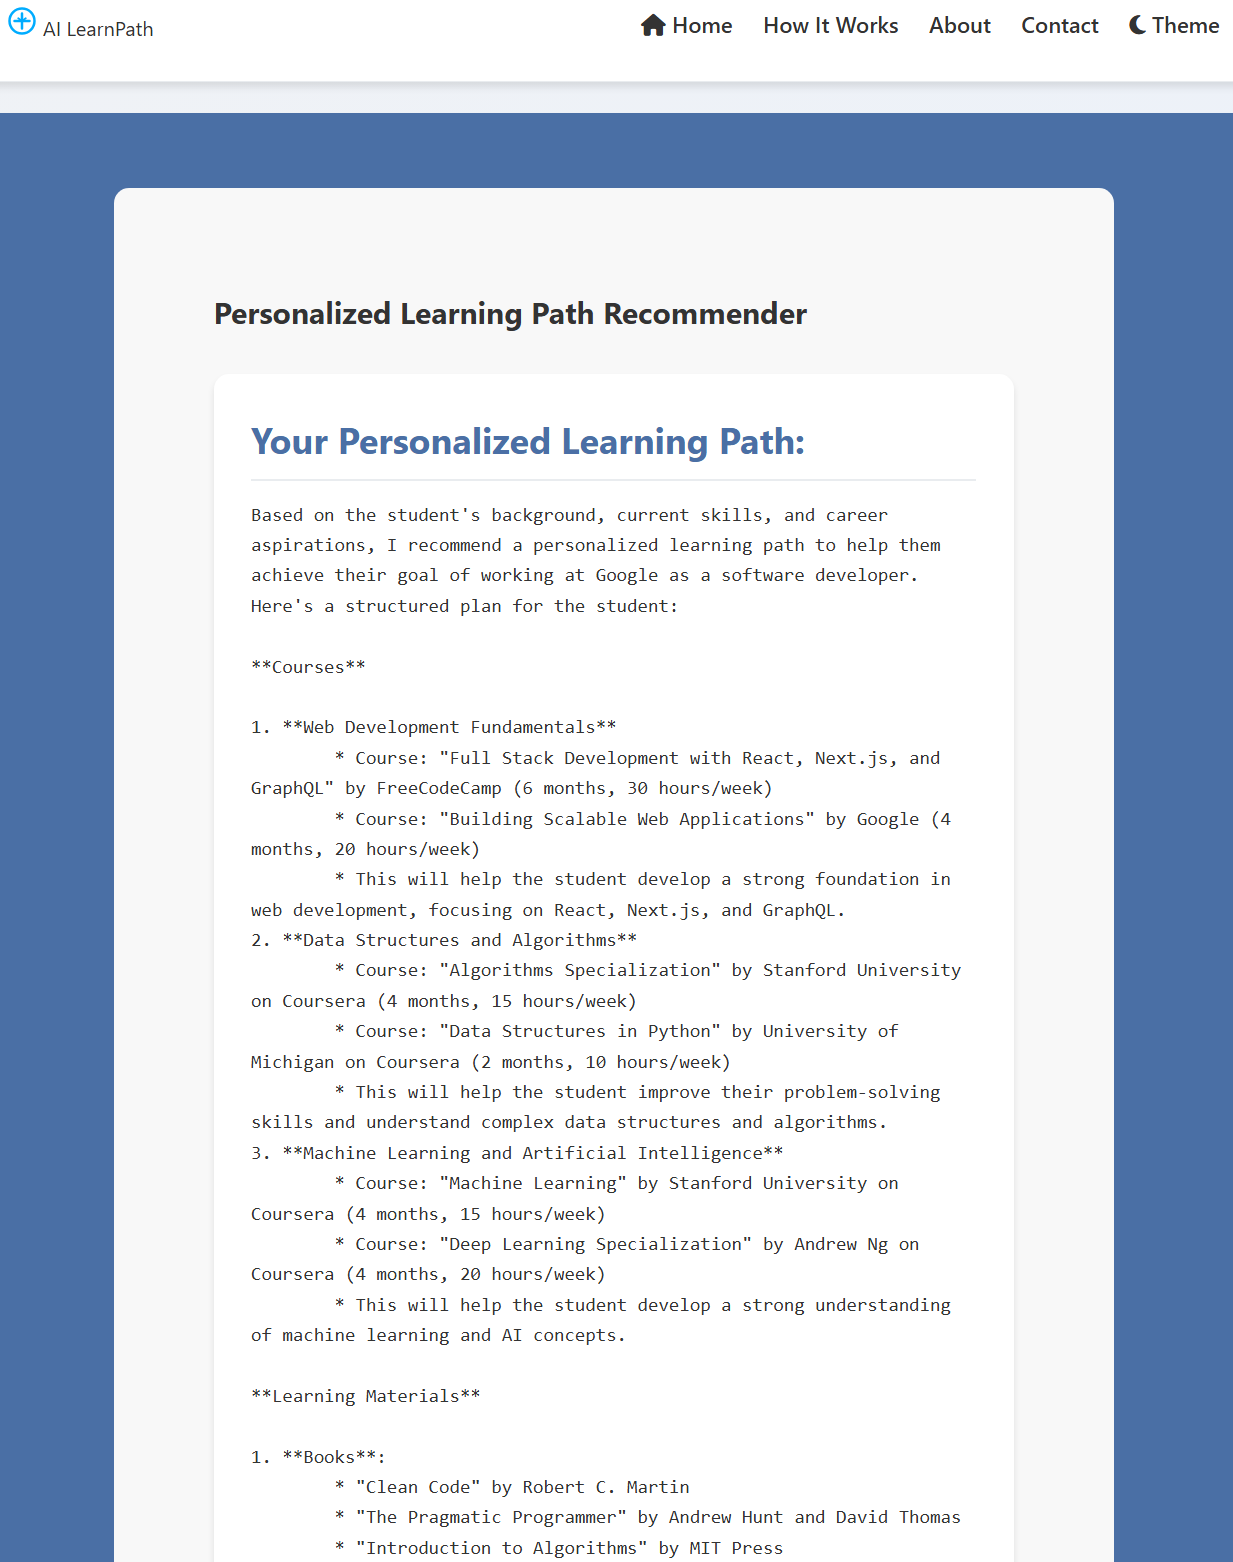 AI LearnPath
Home How It Works About Contact Theme
Personalized Learning Path Recommender
Your Personalized Learning Path:
Based on the student's background, current skills, and career
aspirations, I recommend a personalized learning path to help them
achieve their goal of working at Google as a software developer.
Here's a structured plan for the student:
**Courses**
1. **Web Development Fundamentals**
* Course: "Full Stack Development with React, Next.js, and
GraphQL" by FreeCodeCamp (6 months, 30 hours/week)
* Course: "Building Scalable Web Applications" by Google (4
months, 20 hours/week)
* This will help the student develop a strong foundation in
web development, focusing on React, Next.js, and GraphQL.
2. **Data Structures and Algorithms**
* Course: "Algorithms Specialization" by Stanford University
on Coursera (4 months, 15 hours/week)
* Course: "Data Structures in Python" by University of
Michigan on Coursera (2 months, 10 hours/week)
* This will help the student improve their problem-solving
skills and understand complex data structures and algorithms.
3. **Machine Learning and Artificial Intelligence**
* Course: "Machine Learning" by Stanford University on
Coursera (4 months, 15 hours/week)
* Course: "Deep Learning Specialization" by Andrew Ng on
Coursera (4 months, 20 hours/week)
* This will help the student develop a strong understanding
of machine learning and AI concepts.
**Learning Materials**
1. **Books**:
* "Clean Code" by Robert C. Martin
* "The Pragmatic Programmer" by Andrew Hunt and David Thomas
* "Introduction to Algorithms" by MIT Press